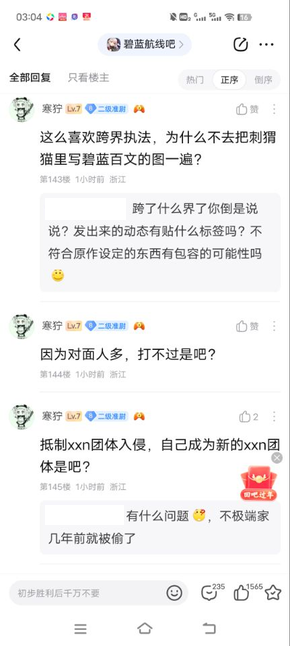 03:04
86
碧蓝航线吧
全部回复 只看楼主 热门 正序 倒序
寒狞 Lv.7 8 二级准尉 赞
这么喜欢跨界执法，为什么不去把刺猬
猫里写碧蓝百文的图一遍？
第143楼 1小时前 浙江
跨了什么界了你倒是说
说？发出来的动态有贴什么标签吗？不
符合原作设定的东西有包容的可能性吗
寒狞 Lv.7 8 二级准尉 赞
因为对面人多，打不过是吧？
第144楼 1小时前 浙江
寒狞 Lv.7 8 二级准尉 2
抵制xxn团体入侵，自己成为新的xxn团
体是吧？
第145楼 1小时前 浙江
回吧过年
有什么问题，不极端家
几年前就被偷了
初步胜利后千万不要 235 1565